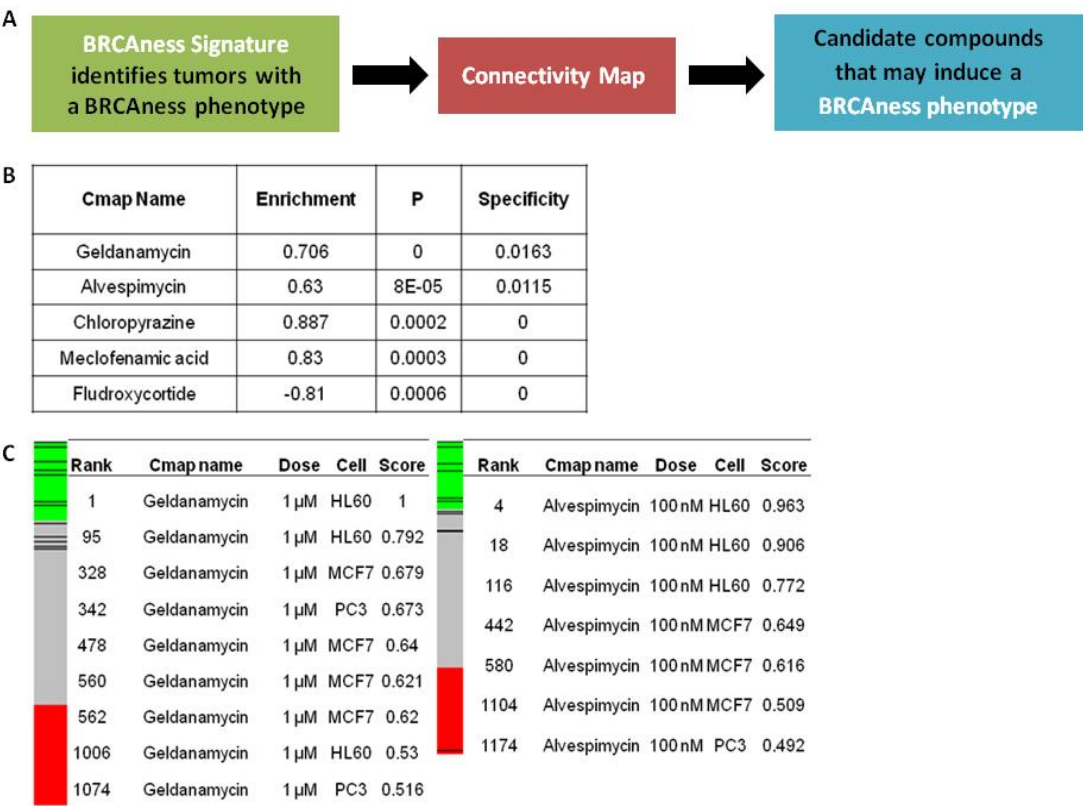 A
BRCAness Signature
identifies tumors with
a BRCAness phenotype
Connectivity Map
Candidate compounds
that may induce a
BRCAness phenotype
B
Cmap Name Enrichment P Specificity
Geldanamycin 0.706 0 0.0163
Alvespimycin 0.63 8E-05 0.0115
Chloropyrazine 0.887 0.0002 0
Meclofenamic acid 0.83 0.0003 0
Fludroxycortide -0.81 0.0006 0
C
Rank Cmap name Dose Cell Score
1 Geldanamycin 1 µM HL60 1
95 Geldanamycin 1 µM HL60 0.792
328 Geldanamycin 1 µM MCF7 0.679
342 Geldanamycin 1 µM PC3 0.673
478 Geldanamycin 1 µM MCF7 0.64
560 Geldanamycin 1 µM MCF7 0.621
562 Geldanamycin 1 µM MCF7 0.62
1006 Geldanamycin 1 µM HL60 0.53
1074 Geldanamycin 1 µM PC3 0.516
Rank Cmap name Dose Cell Score
4 Alvespimycin 100 nM HL60 0.963
18 Alvespimycin 100 nM HL60 0.906
116 Alvespimycin 100 nM HL60 0.772
442 Alvespimycin 100 nM MCF7 0.649
580 Alvespimycin 100 nM MCF7 0.616
1104 Alvespimycin 100 nM MCF7 0.509
1174 Alvespimycin 100 nM PC3 0.492